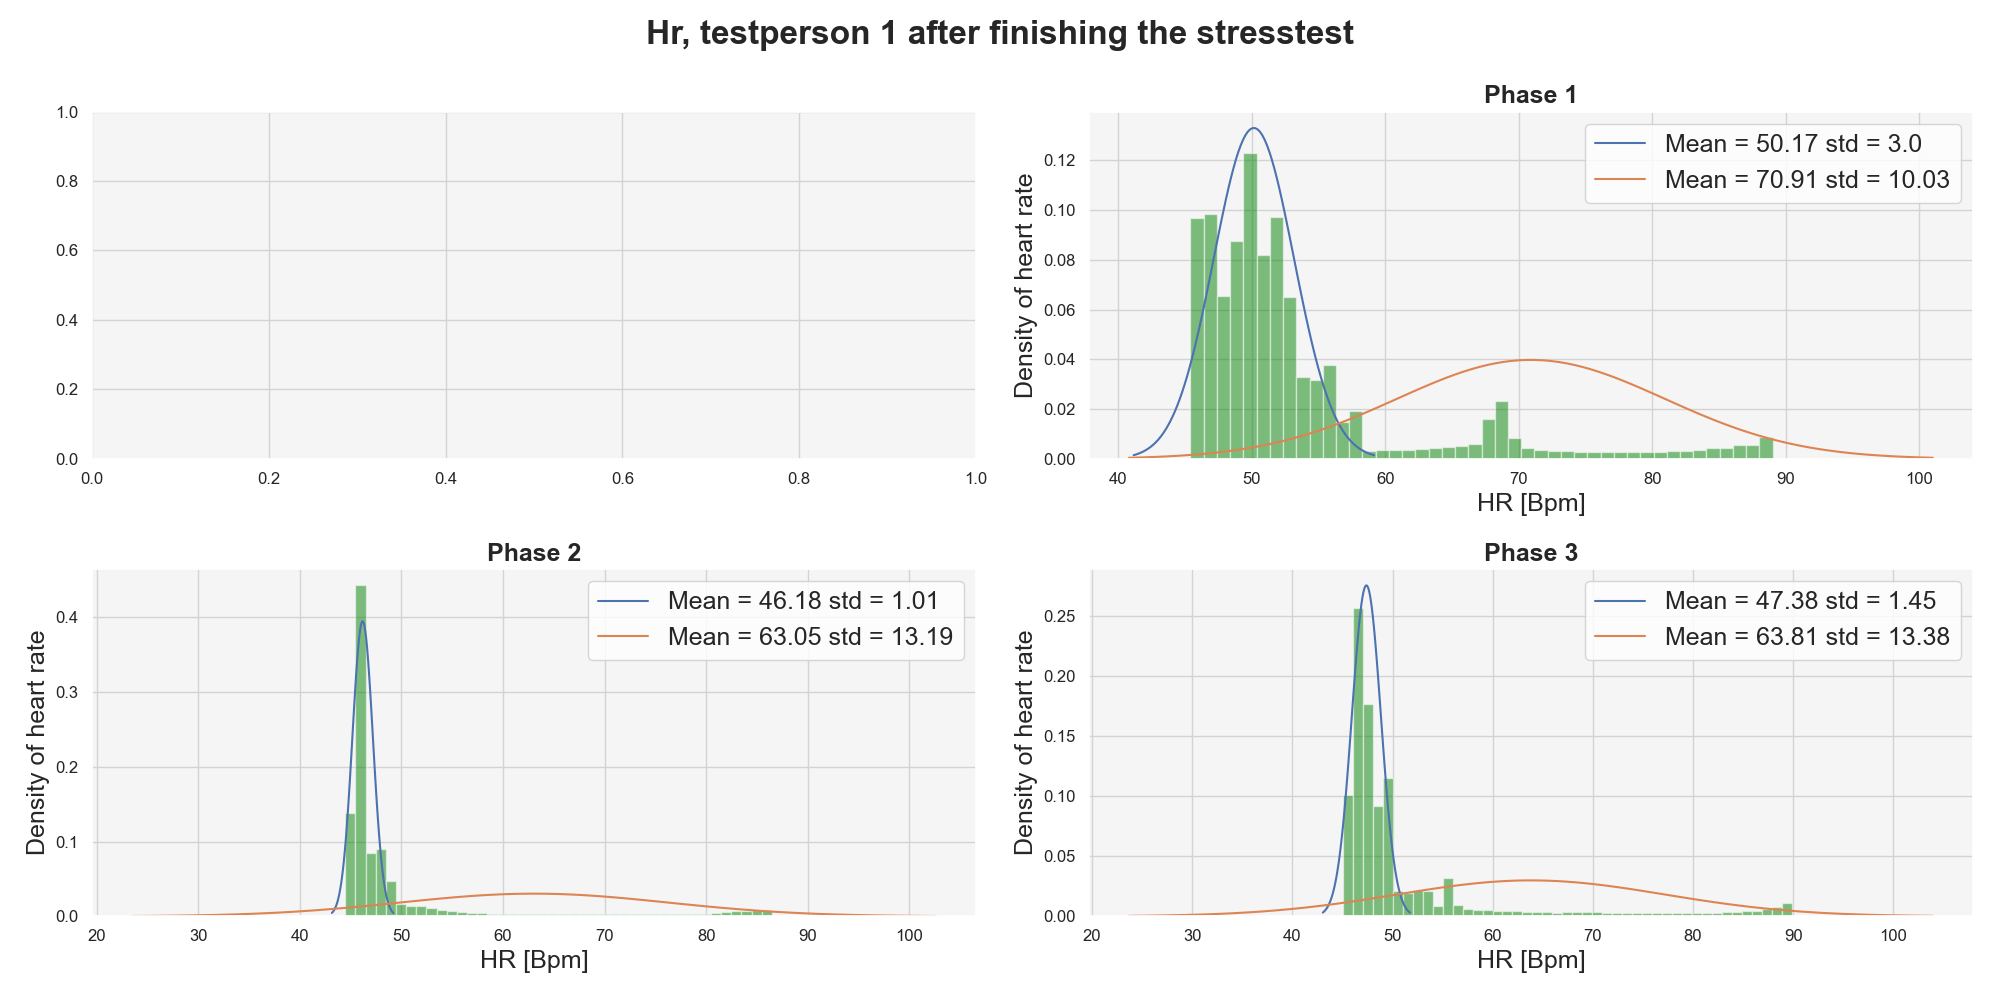 Hr, testperson 1 after finishing the stresstest
1.0
0.8
0.6
0.4
0.2
0.0
0.0 0.2 0.4 0.6 0.8 1.0
Phase 1
Density of heart rate
0.12
0.10
0.08
0.06
0.04
0.02
0.00
Mean = 50.17 std = 3.0
Mean = 70.91 std = 10.03
40 50 60 70 80 90 100
HR [Bpm]
Phase 2
Density of heart rate
0.4
0.3
0.2
0.1
0.0
Mean = 46.18 std = 1.01
Mean = 63.05 std = 13.19
20 30 40 50 60 70 80 90 100
HR [Bpm]
Phase 3
Density of heart rate
0.25
0.20
0.15
0.10
0.05
0.00
Mean = 47.38 std = 1.45
Mean = 63.81 std = 13.38
20 30 40 50 60 70 80 90 100
HR [Bpm]